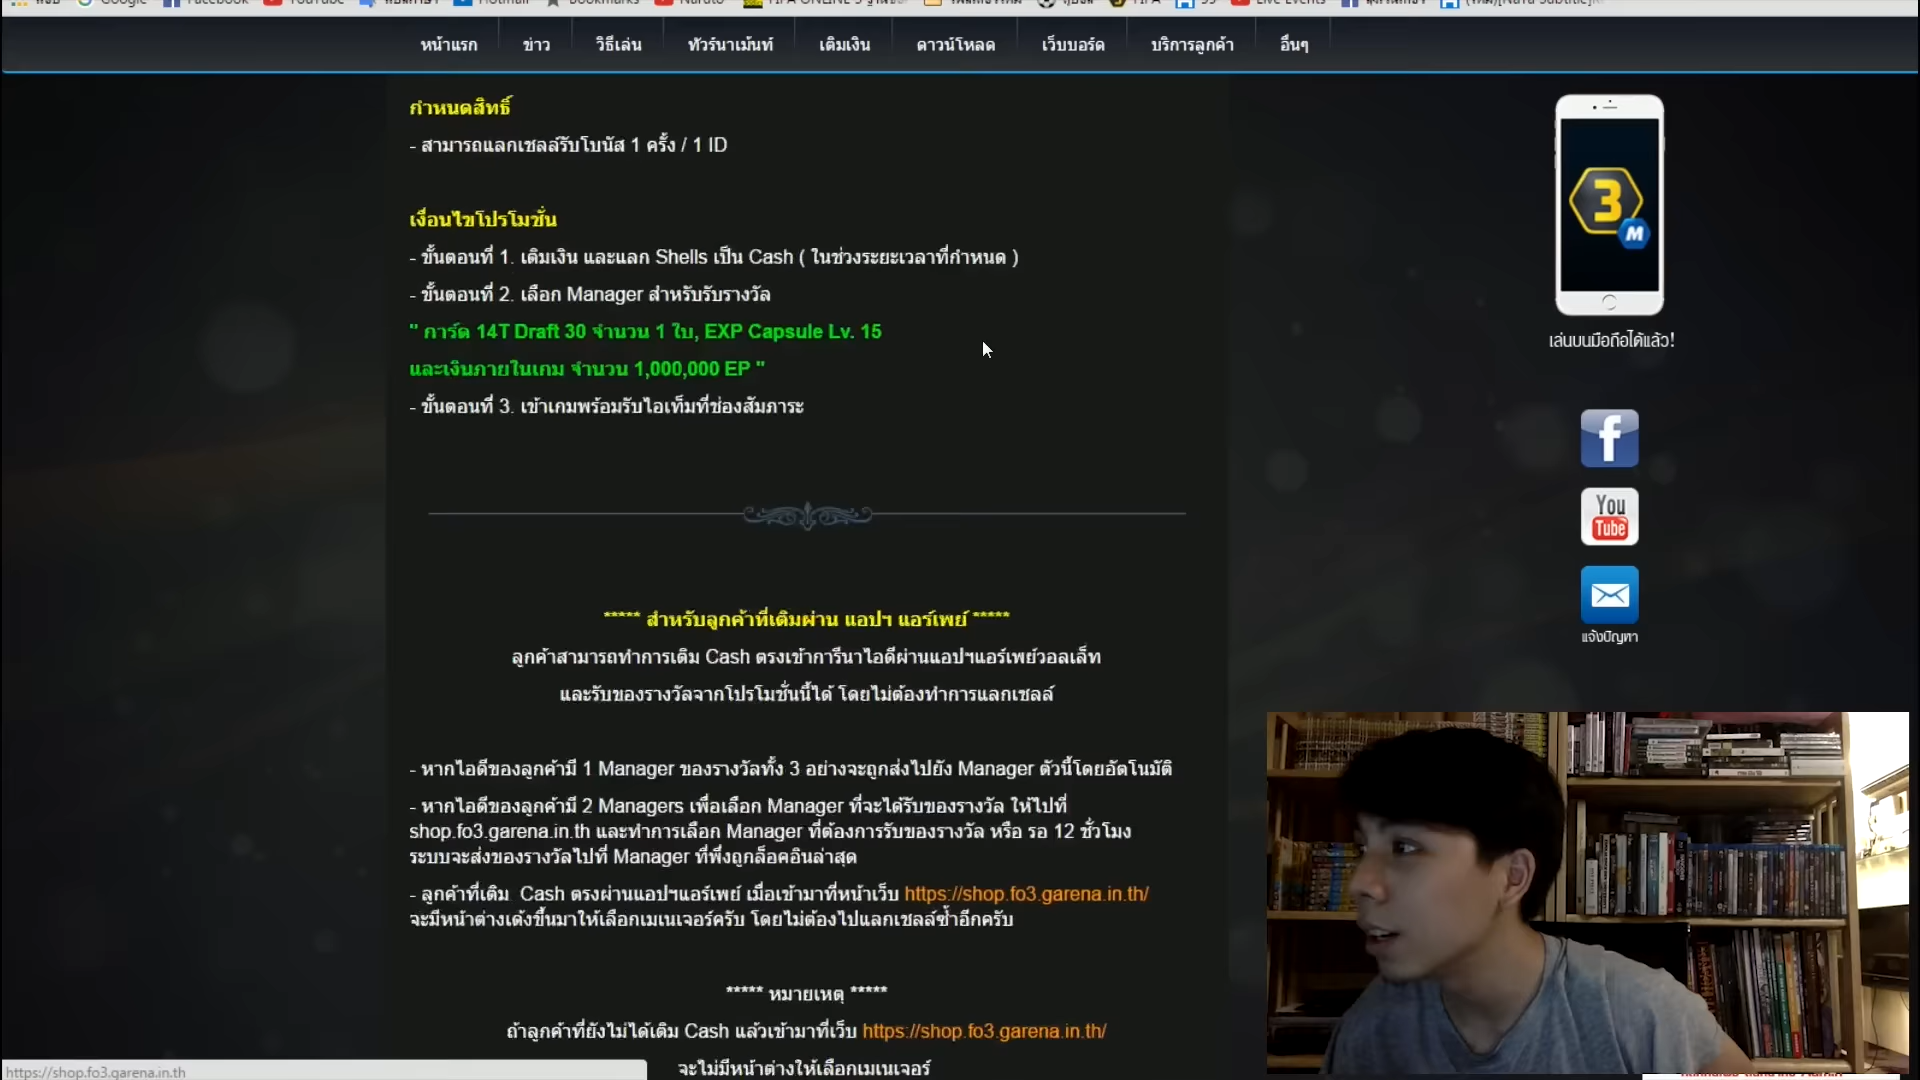 Google Facebook YouTube Hotmail Bookmarks Naruto Live Events
หน้าแรก ข่าว วิธีเล่น ทัวร์นาเม้นท์ เติมเงิน ดาวน์โหลด เว็บบอร์ด บริการลูกค้า อื่นๆ
กำหนดสิทธิ์
- สามารถแลกเชลล์รับโบนัส 1 ครั้ง / 1 ID
เงื่อนไขโปรโมชั่น
- ขั้นตอนที่ 1. เติมเงิน และแลก Shells เป็น Cash ( ในช่วงระยะเวลาที่กำหนด )
- ขั้นตอนที่ 2. เลือก Manager สำหรับรับรางวัล
" การ์ด 14T Draft 30 จำนวน 1 ใบ, EXP Capsule Lv. 15
และเงินภายในเกม จำนวน 1,000,000 EP "
- ขั้นตอนที่ 3. เข้าเกมพร้อมรับไอเท็มที่ช่องสัมภาระ
3
M
เล่นบนมือถือได้แล้ว!
f
You
Tube
แจ้งปัญหา
***** สำหรับลูกค้าที่เติมผ่าน แอปฯ แอร์เพย์ *****
ลูกค้าสามารถทำการเติม Cash ตรงเข้าการีนาไอดีผ่านแอปฯแอร์เพย์วอลเล็ท
และรับของรางวัลจากโปรโมชั่นนี้ได้ โดยไม่ต้องทำการแลกเชลล์
- หากไอดีของลูกค้ามี 1 Manager ของรางวัลทั้ง 3 อย่างจะถูกส่งไปยัง Manager ตัวนี้โดยอัตโนมัติ
- หากไอดีของลูกค้ามี 2 Managers เพื่อเลือก Manager ที่จะได้รับของรางวัล ให้ไปที่
shop.fo3.garena.in.th และทำการเลือก Manager ที่ต้องการรับของรางวัล หรือ รอ 12 ชั่วโมง
ระบบจะส่งของรางวัลไปที่ Manager ที่พึ่งถูกล็อคอินล่าสุด
- ลูกค้าที่เติม Cash ตรงผ่านแอปฯแอร์เพย์ เมื่อเข้ามาที่หน้าเว็บ https://shop.fo3.garena.in.th/
จะมีหน้าต่างเด้งขึ้นมาให้เลือกเมเนเจอร์ครับ โดยไม่ต้องไปแลกเชลล์ซ้ำอีกครับ
***** หมายเหตุ *****
ถ้าลูกค้าที่ยังไม่ได้เติม Cash แล้วเข้ามาที่เว็บ https://shop.fo3.garena.in.th/
จะไม่มีหน้าต่างให้เลือกเมเนเจอร์
https://shop.fo3.garena.in.th